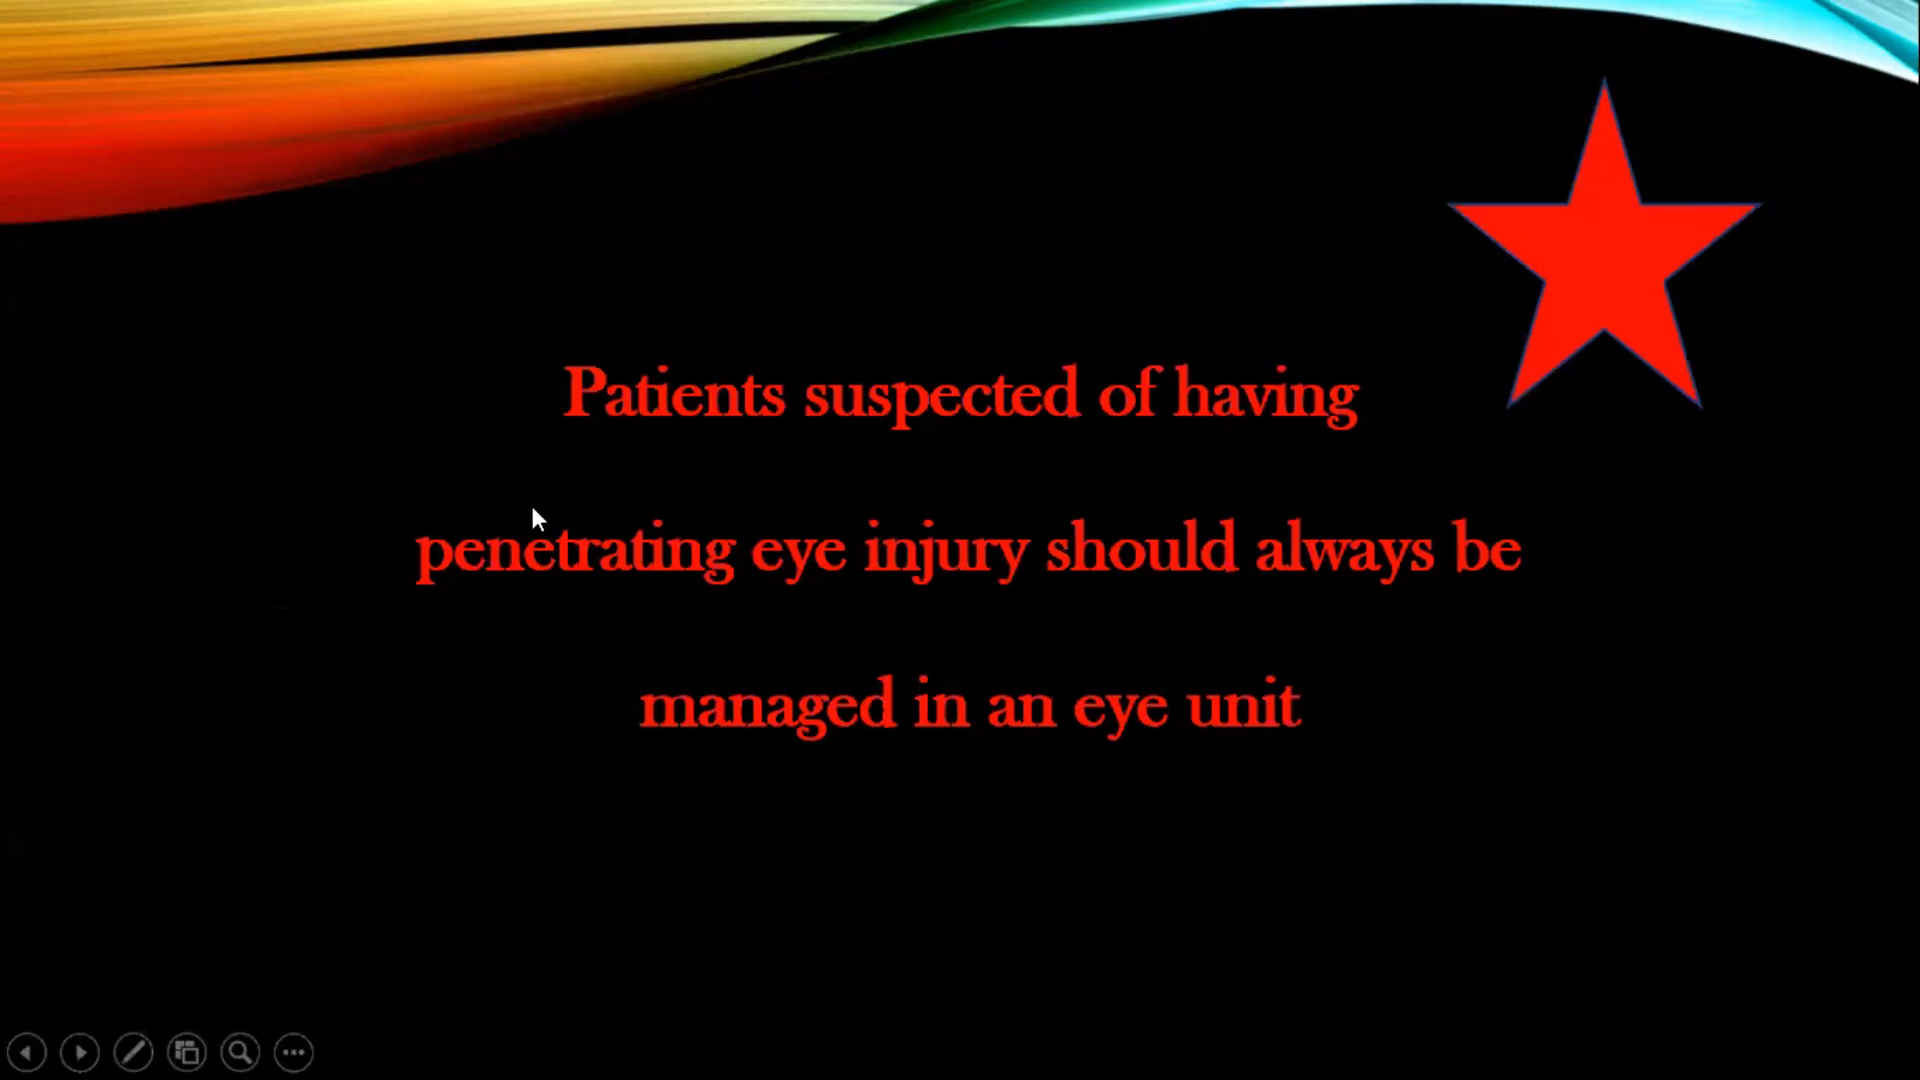 Patients suspected of having
penetrating eye injury should always be
managed in an eye unit